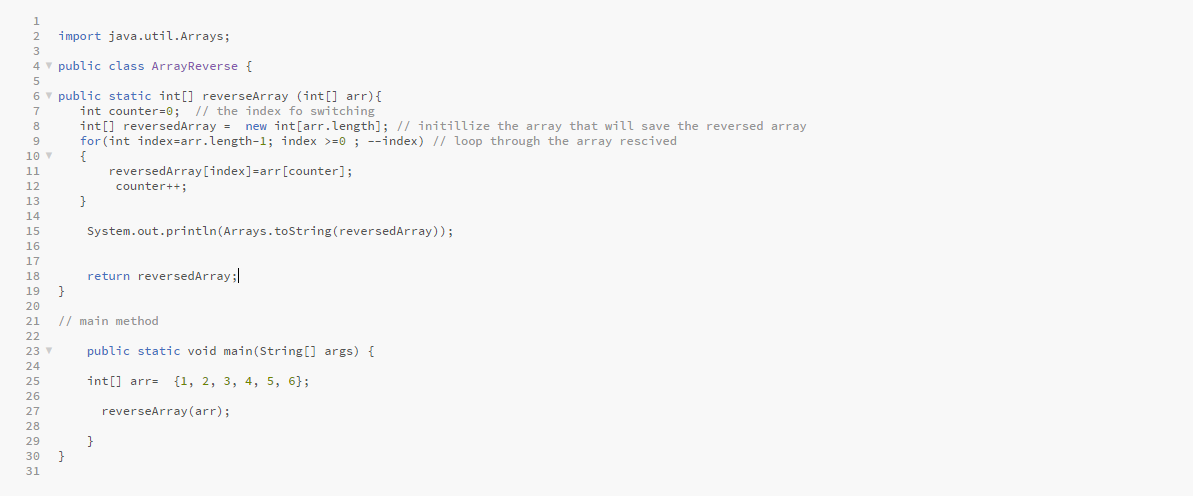 1
2 import java.util.Arrays;
3
4 public class ArrayReverse {
5
6 public static int[] reverseArray (int[] arr){
7 int counter=0; // the index fo switching
8 int[] reversedArray = new int[arr.length]; // initillize the array that will save the reversed array
9 for(int index=arr.length-1; index >=0 ; --index) // loop through the array rescived
10 {
11 reversedArray[index]=arr[counter];
12 counter++;
13 }
14
15 System.out.println(Arrays.toString(reversedArray));
16
17
18 return reversedArray;
19 }
20
21 // main method
22
23 public static void main(String[] args) {
24
25 int[] arr= {1, 2, 3, 4, 5, 6};
26
27 reverseArray(arr);
28
29 }
30 }
31